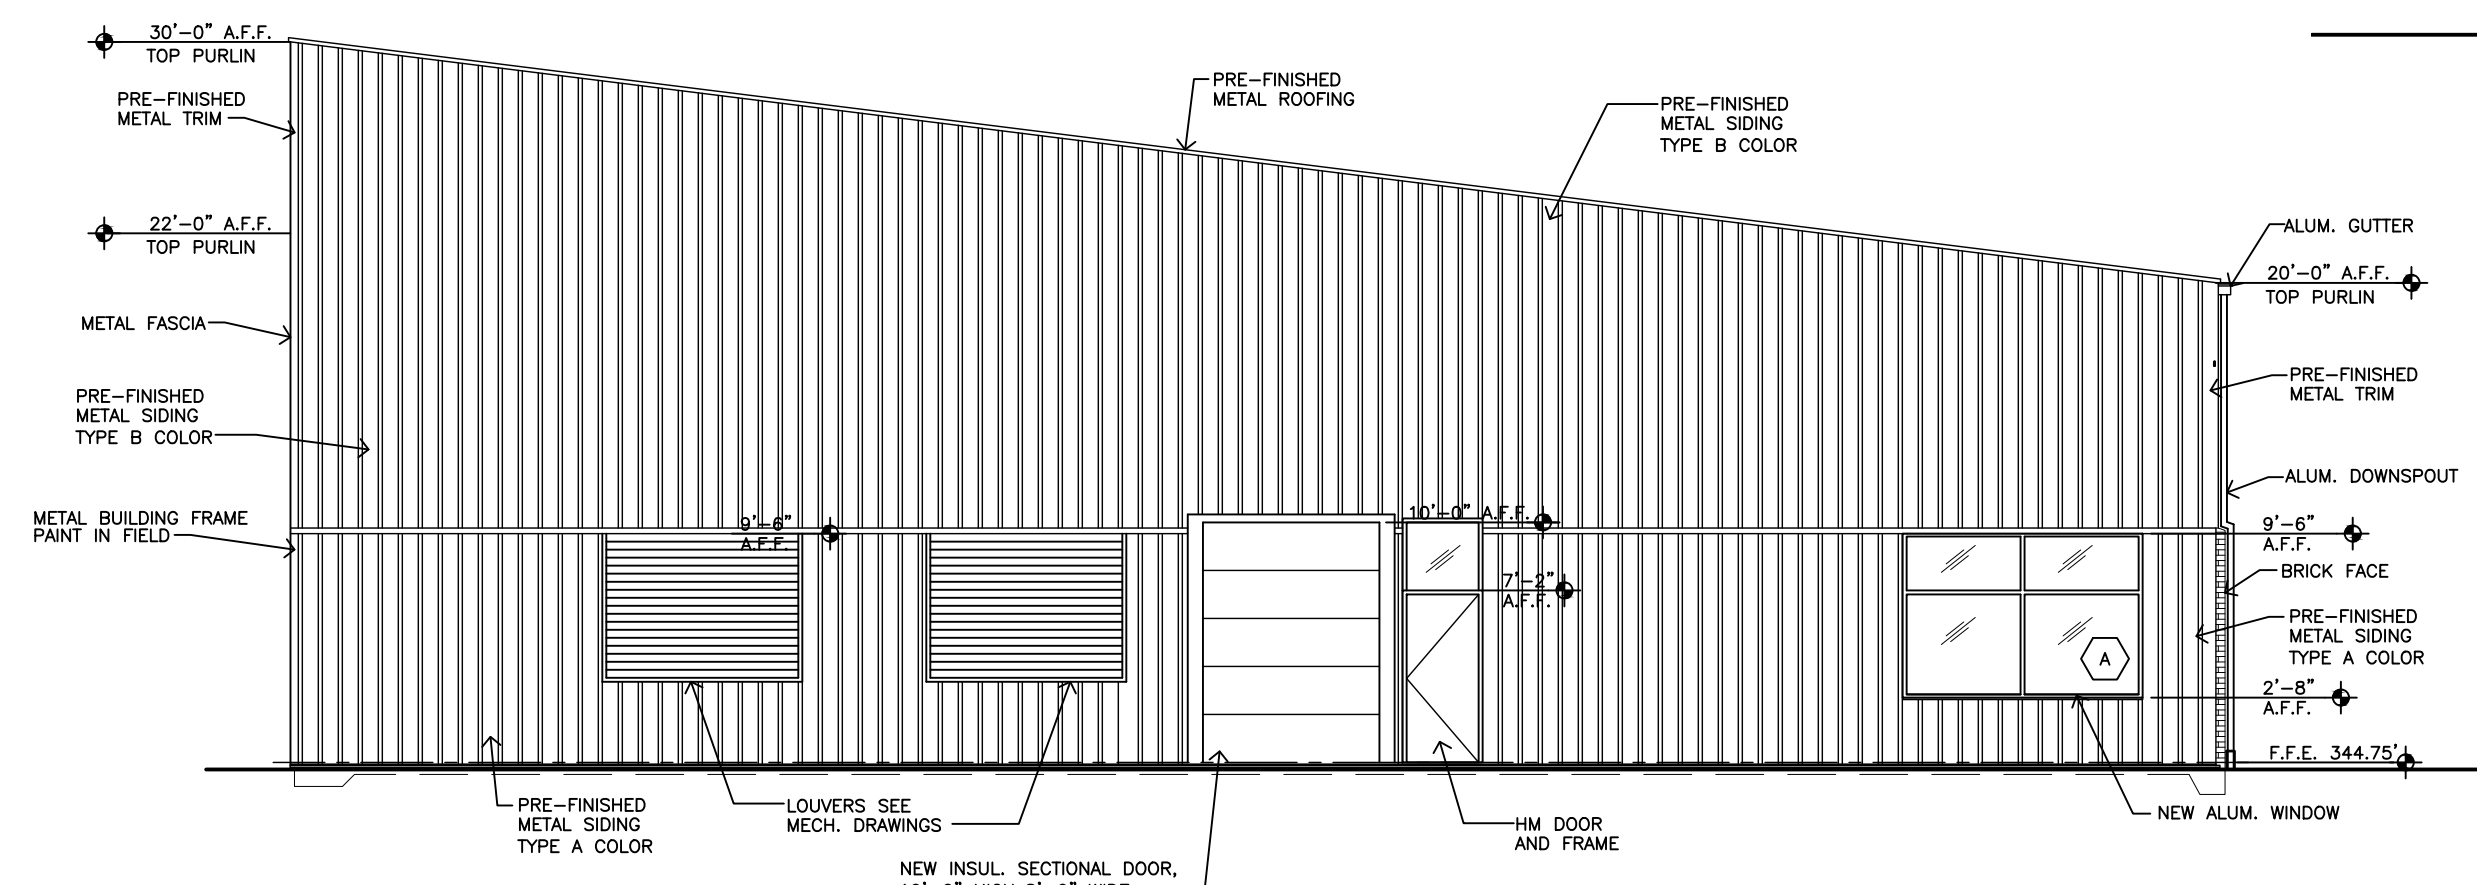 30'-0" A.F.F.
TOP PURLIN
PRE-FINISHED
METAL TRIM
22'-0" A.F.F.
TOP PURLIN
METAL FASCIA
PRE-FINISHED
METAL SIDING
TYPE B COLOR
METAL BUILDING FRAME
PAINT IN FIELD
PRE-FINISHED
METAL ROOFING
PRE-FINISHED
METAL SIDING
TYPE B COLOR
ALUM. GUTTER
20'-0" A.F.F.
TOP PURLIN
PRE-FINISHED
METAL TRIM
ALUM. DOWNSPOUT
9'-6"
A.F.F.
10'-0" A.F.F.
7'-2"
A.F.F.
9'-6"
A.F.F.
BRICK FACE
PRE-FINISHED
METAL SIDING
TYPE A COLOR
A
2'-8"
A.F.F.
F.F.E. 344.75'
PRE-FINISHED
METAL SIDING
TYPE A COLOR
LOUVERS SEE
MECH. DRAWINGS
HM DOOR
AND FRAME
NEW ALUM. WINDOW
NEW INSUL. SECTIONAL DOOR,